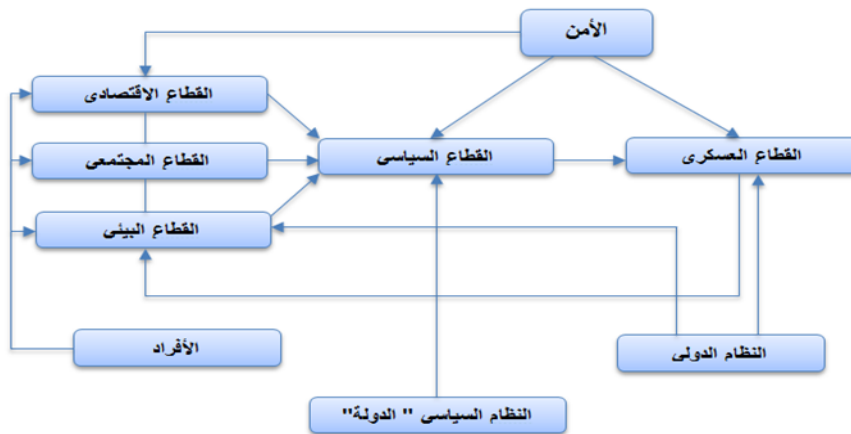 الأمن
القطاع الاقتصادى
القطاع المجتمعى
القطاع السياسى
القطاع العسكرى
القطاع البيئى
الأفراد
النظام الدولى
النظام السياسى " الدولة"